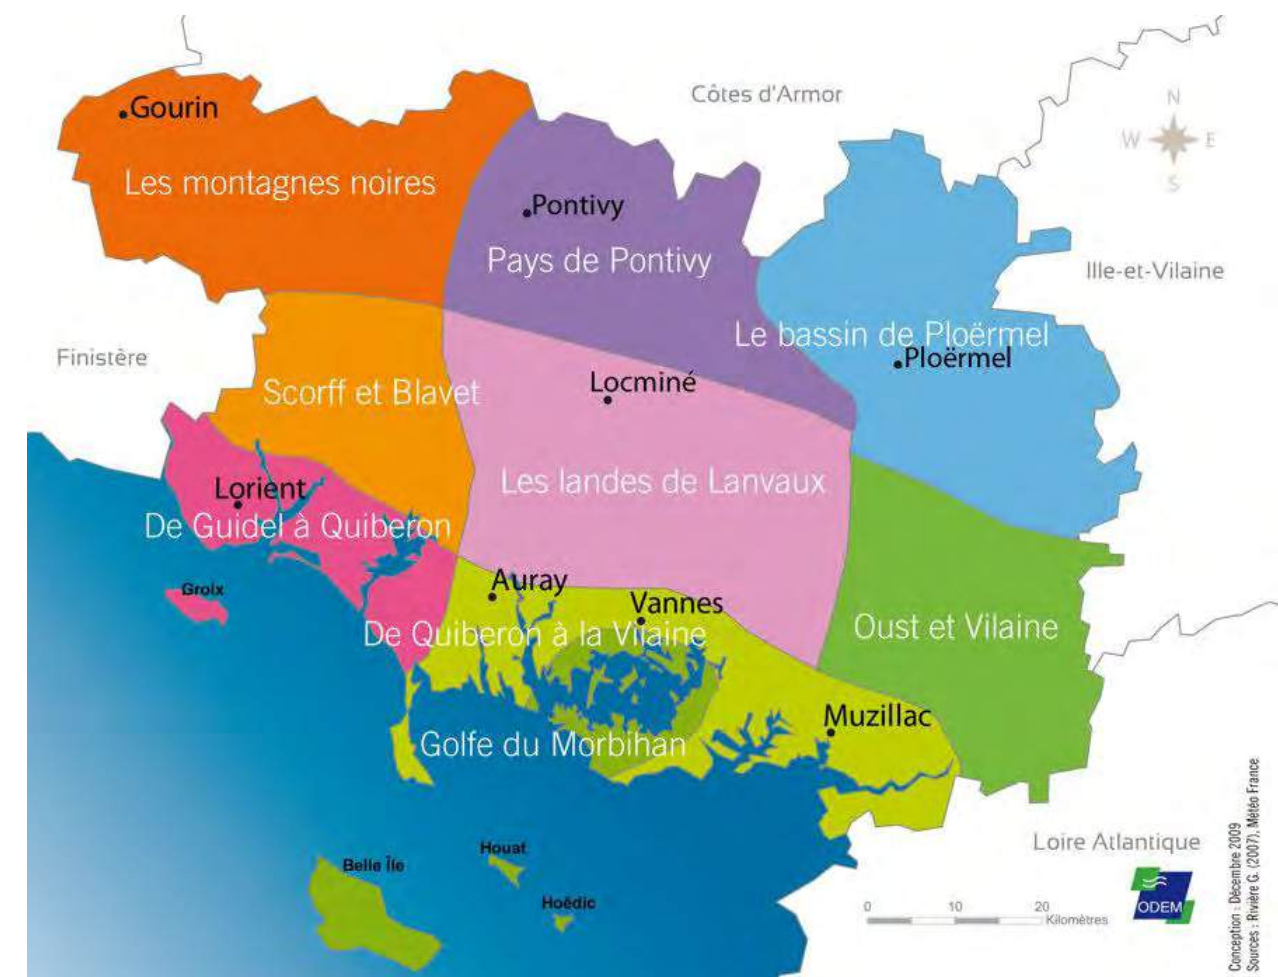 Côtes d'Armor
N
W E
S
Gourin
Les montagnes noires
Pontivy
Pays de Pontivy
Ille-et-Vilaine
Le bassin de Ploërmel
Ploërmel
Finistère
Scorff et Blavet
Locminé
Les landes de Lanvaux
Lorient
De Guidel à Quiberon
Groix
Auray
Vannes
De Quiberon à la Vilaine
Oust et Vilaine
Muzillac
Golfe du Morbihan
Belle Île
Houat
Hoëdic
Loire Atlantique
0 10 20
Kilomètres
ODEM
Conception : Décembre 2009
Sources : Rivière G. (2007), Météo France